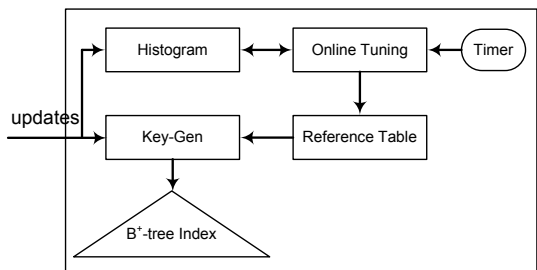 Histogram
Online Tuning
Timer
updates
Key-Gen
Reference Table
B+-tree Index